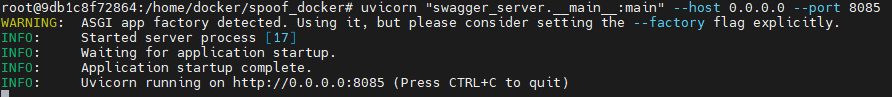 root@9db1c8f72864:/home/docker/spoof_docker# uvicorn "swagger_server.__main__:main" --host 0.0.0.0 --port 8085
WARNING:  ASGI app factory detected. Using it, but please consider setting the --factory flag explicitly.
INFO:     Started server process [17]
INFO:     Waiting for application startup.
INFO:     Application startup complete.
INFO:     Uvicorn running on http://0.0.0.0:8085 (Press CTRL+C to quit)